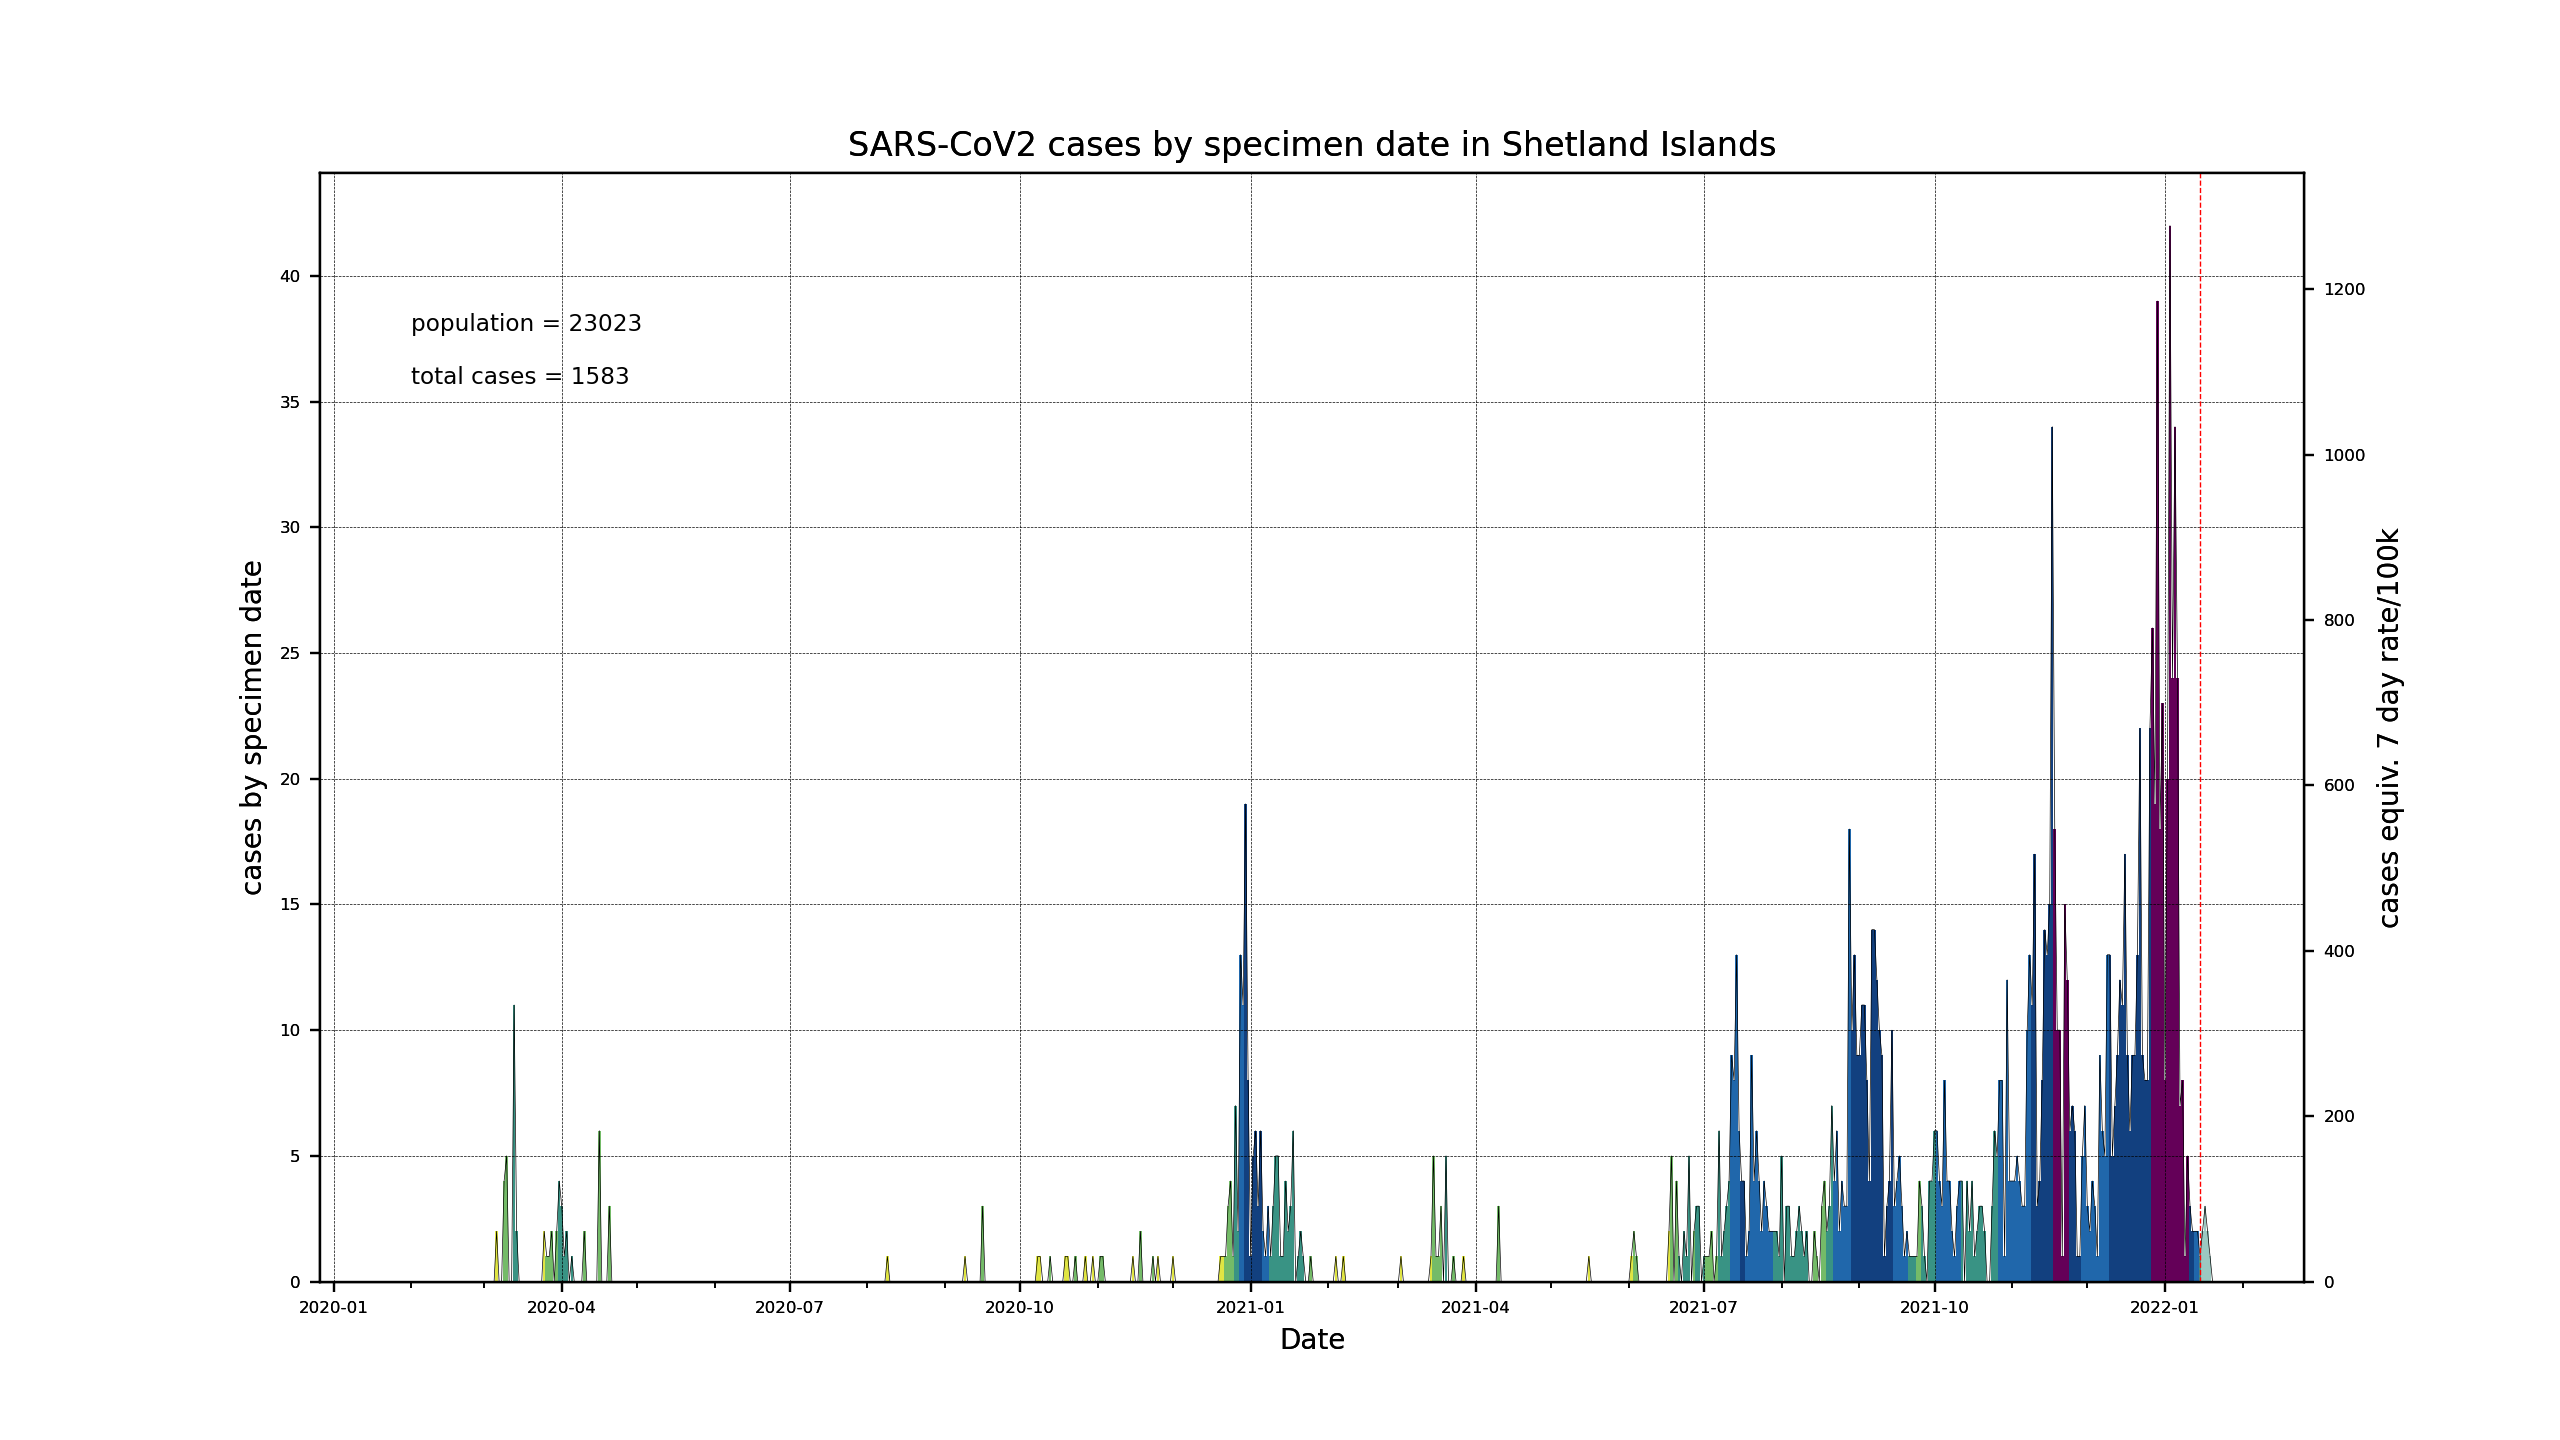 SARS-CoV2 cases by specimen date in Shetland Islands
population = 23023
total cases = 1583
cases by specimen date
40
35
30
25
20
15
10
5
0
1200
1000
800
600
400
200
0
cases equiv. 7 day rate/100k
2020-01 2020-04 2020-07 2020-10 2021-01 2021-04 2021-07 2021-10 2022-01
Date